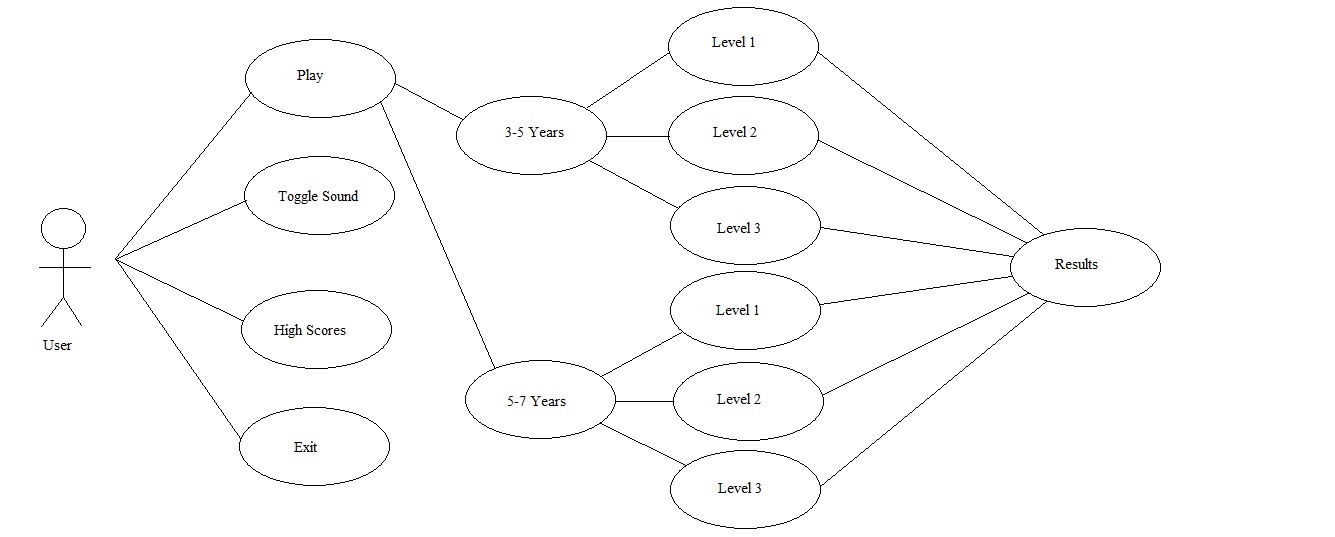 Play
Toggle Sound
High Scores
Exit
User
3-5 Years
5-7 Years
Level 1
Level 2
Level 3
Level 1
Level 2
Level 3
Results